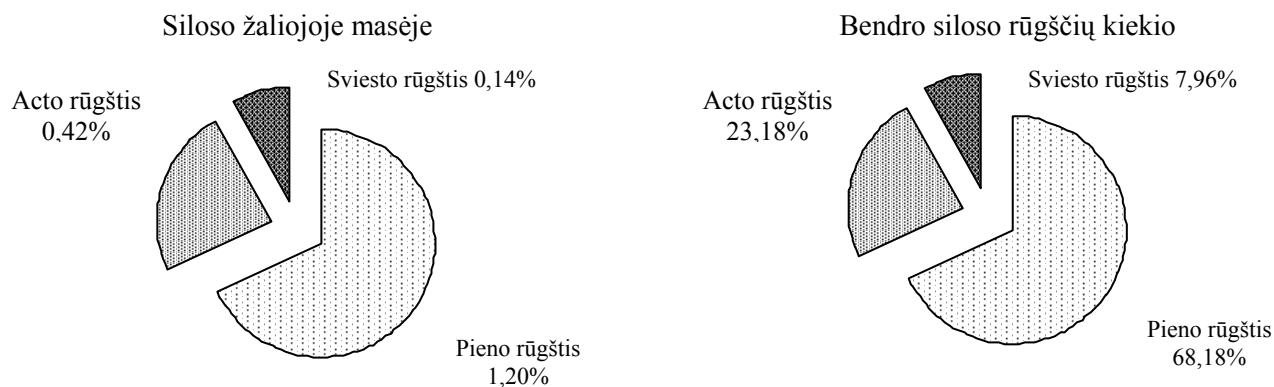 Siloso žaliojoje masėje
Sviesto rūgštis 0,14%
Acto rūgštis
0,42%
Pieno rūgštis
1,20%
Bendro siloso rūgščių kiekio
Sviesto rūgštis 7,96%
Acto rūgštis
23,18%
Pieno rūgštis
68,18%